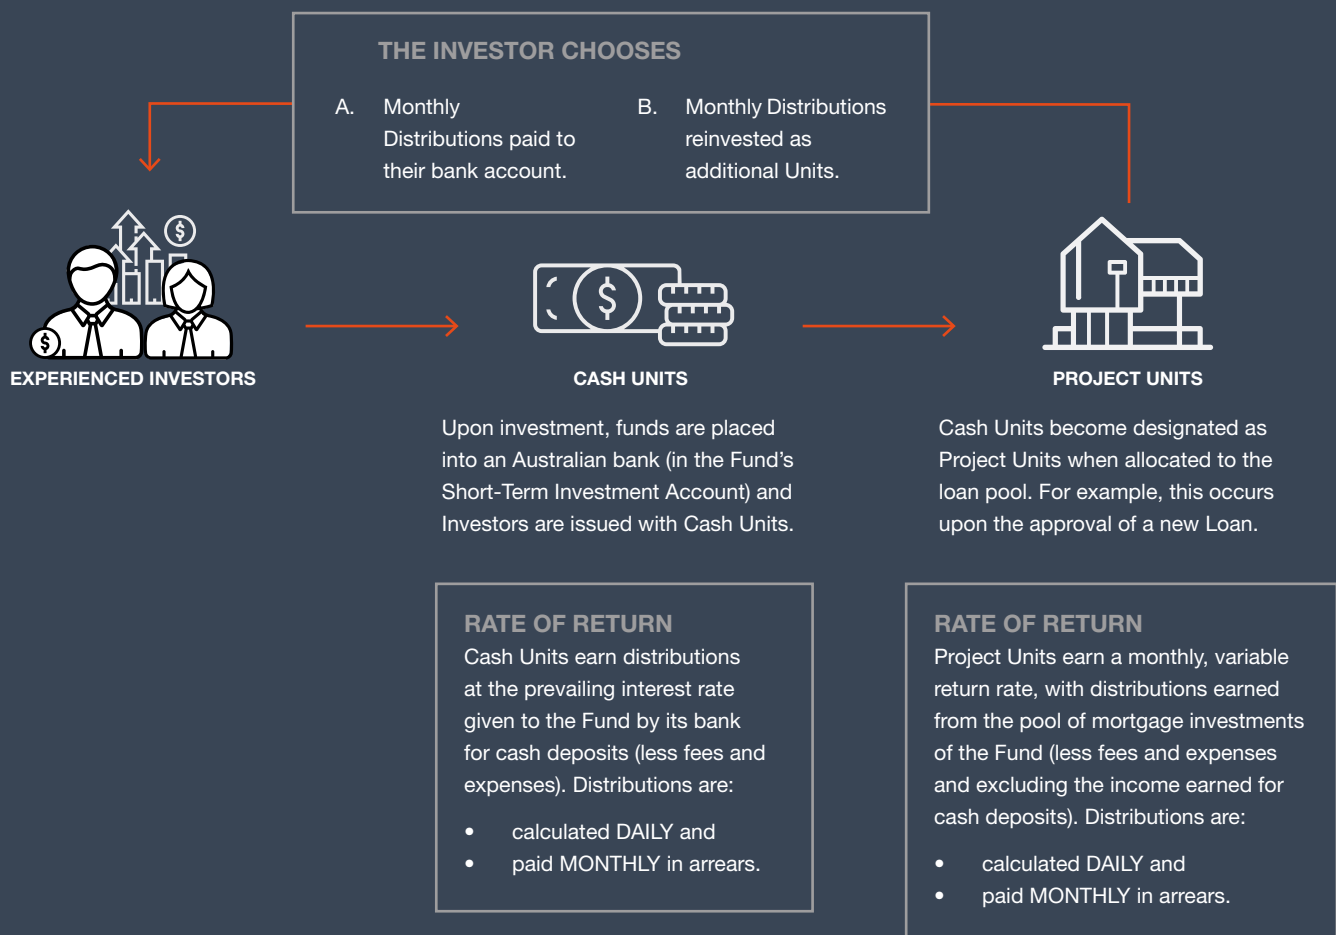 THE INVESTOR CHOOSES
A. Monthly
Distributions paid to
their bank account.
B. Monthly Distributions
reinvested as
additional Units.
$
$
EXPERIENCED INVESTORS
$
CASH UNITS
Upon investment, funds are placed
into an Australian bank (in the Fund’s
Short-Term Investment Account) and
Investors are issued with Cash Units.
RATE OF RETURN
Cash Units earn distributions
at the prevailing interest rate
given to the Fund by its bank
for cash deposits (less fees and
expenses). Distributions are:
• calculated DAILY and
• paid MONTHLY in arrears.
PROJECT UNITS
Cash Units become designated as
Project Units when allocated to the
loan pool. For example, this occurs
upon the approval of a new Loan.
RATE OF RETURN
Project Units earn a monthly, variable
return rate, with distributions earned
from the pool of mortgage investments
of the Fund (less fees and expenses
and excluding the income earned for
cash deposits). Distributions are:
• calculated DAILY and
• paid MONTHLY in arrears.